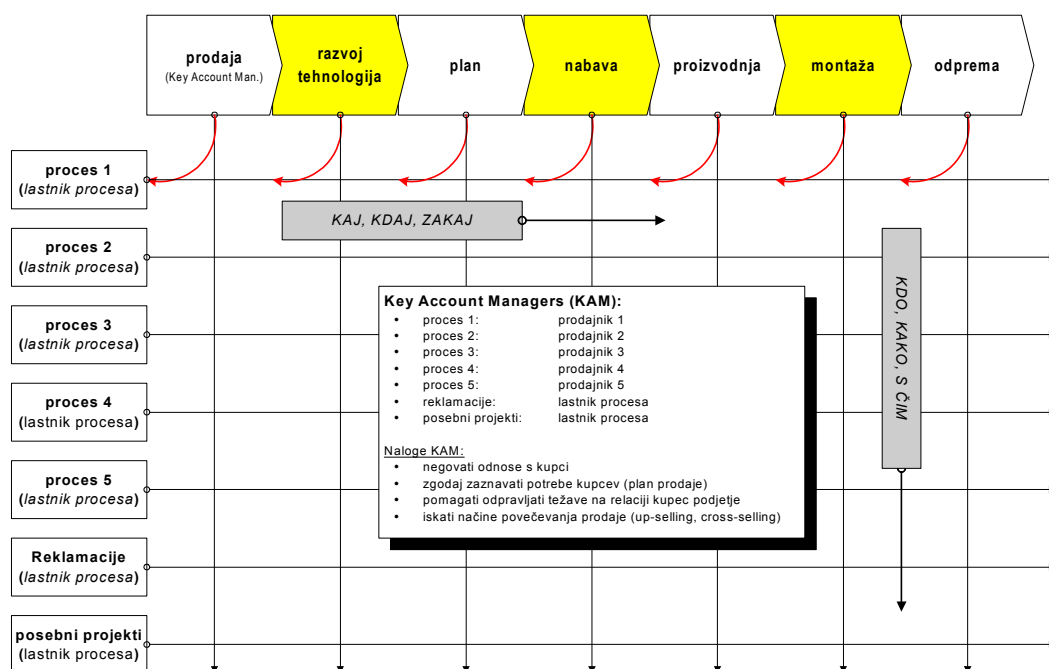 prodaja
(Key Account Man.)
razvoj
tehnologija
plan
nabava
proizvodnja
montaža
odprema
proces 1
(lastnik procesa)
KAJ, KDAJ, ZAKAJ
proces 2
(lastnik procesa)
KDO, KAKO, S ČIM
Key Account Managers (KAM):
• proces 1: prodajnik 1
• proces 2: prodajnik 2
• proces 3: prodajnik 3
• proces 4: prodajnik 4
• proces 5: prodajnik 5
• reklamacije: lastnik procesa
• posebni projekti: lastnik procesa
Naloge KAM:
• negovati odnose s kupci
• zgodaj zaznavati potrebe kupcev (plan prodaje)
• pomagati odpravljati težave na relaciji kupec podjetje
• iskati načine povečevanja prodaje (up-selling, cross-selling)
proces 3
(lastnik procesa)
proces 4
(lastnik procesa)
proces 5
(lastnik procesa)
Reklamacije
(lastnik procesa)
posebni projekti
(lastnik procesa)